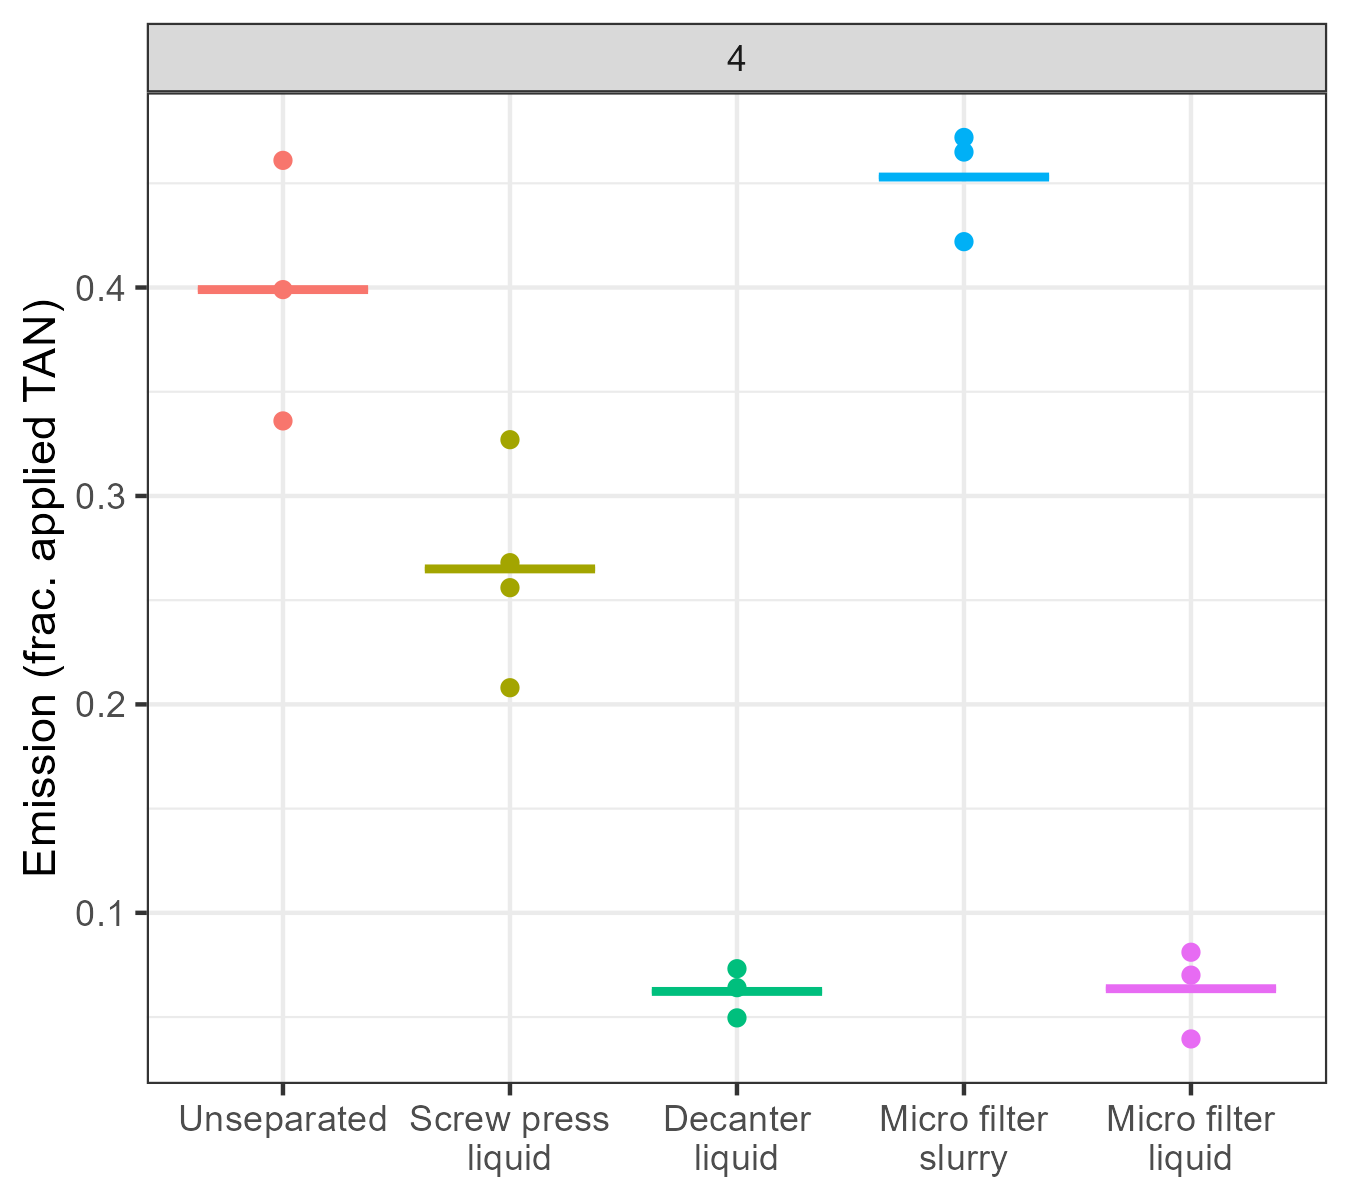 4
Emission (frac. applied TAN)
0.4
0.3
0.2
0.1
Unseparated
Screw press
liquid
Decanter
liquid
Micro filter
slurry
Micro filter
liquid